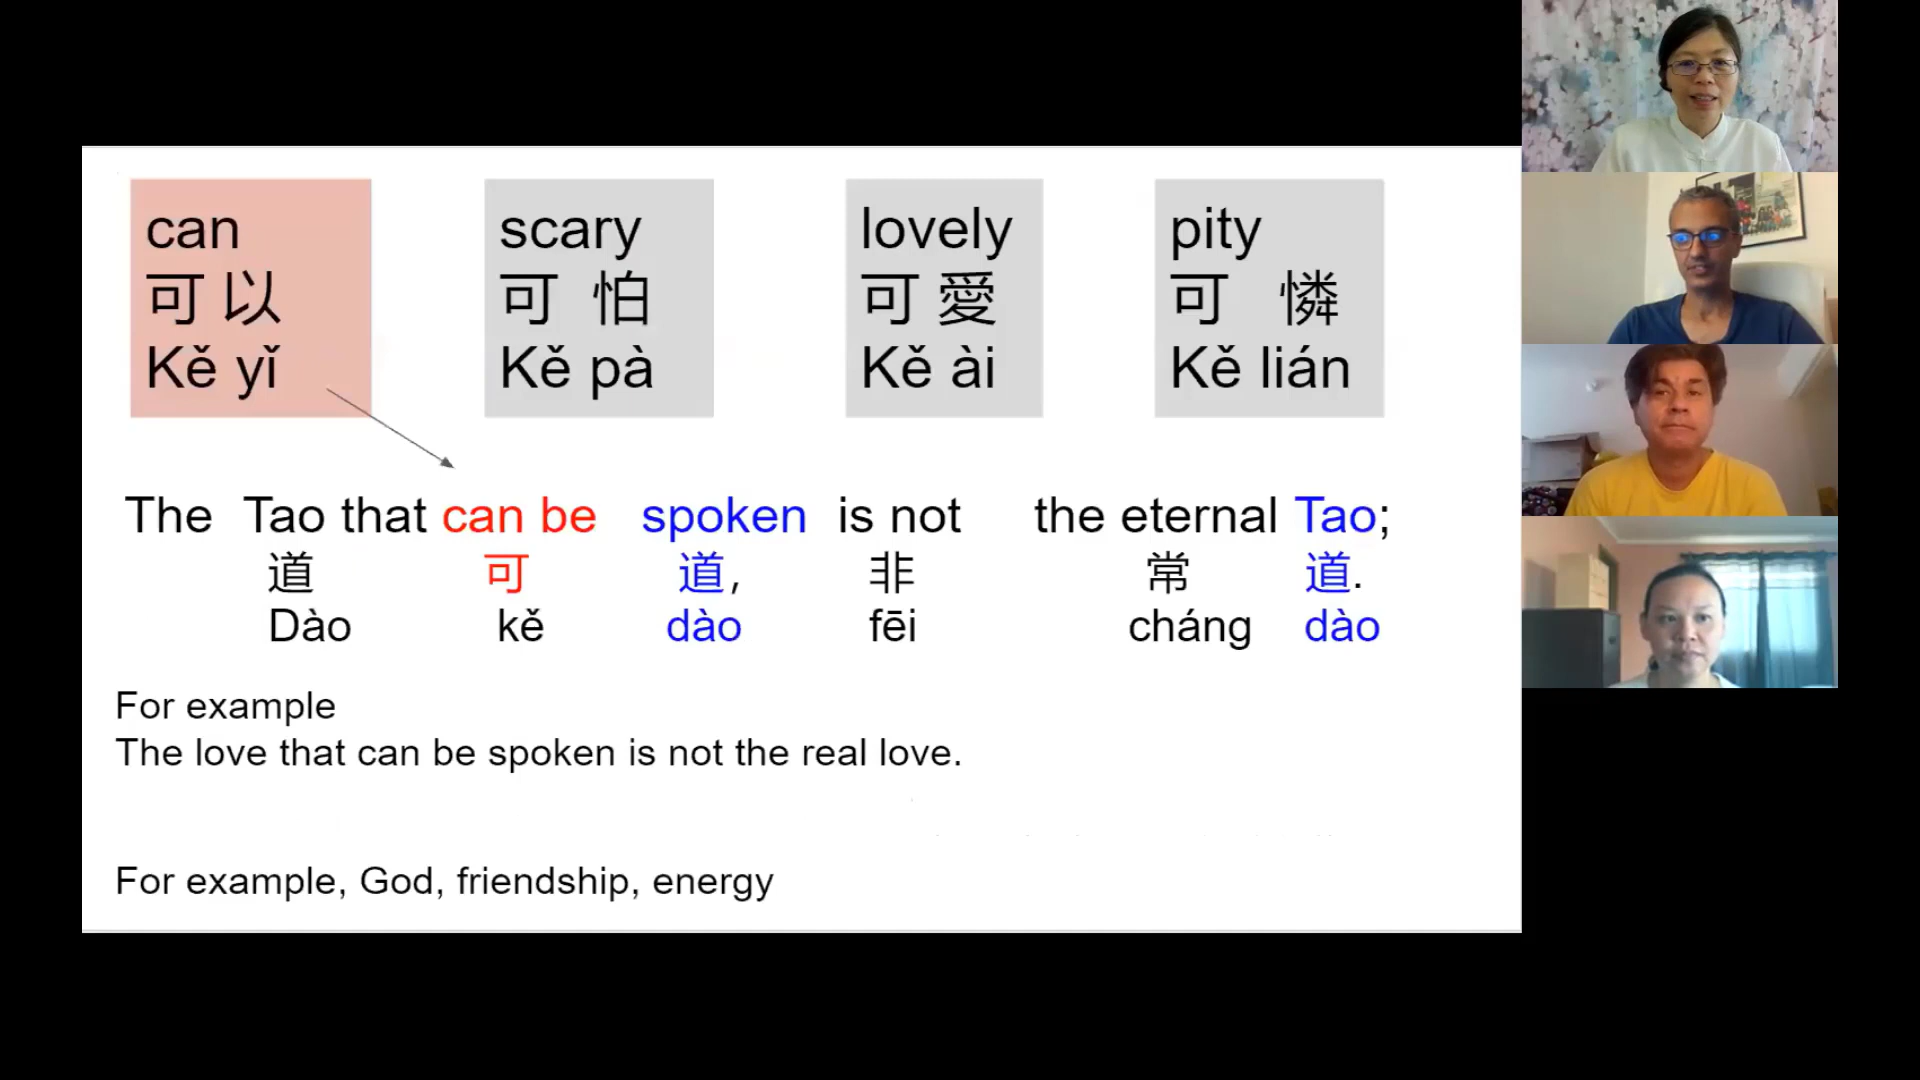 can
可以
Kě yǐ
scary
可 怕
Kě pà
lovely
可愛
Kě ài
pity
可 憐
Kě lián
The Tao that can be spoken is not the eternal Tao;
道 可 道, 非 常 道.
Dào kě dào fēi cháng dào
For example
The love that can be spoken is not the real love.
For example, God, friendship, energy